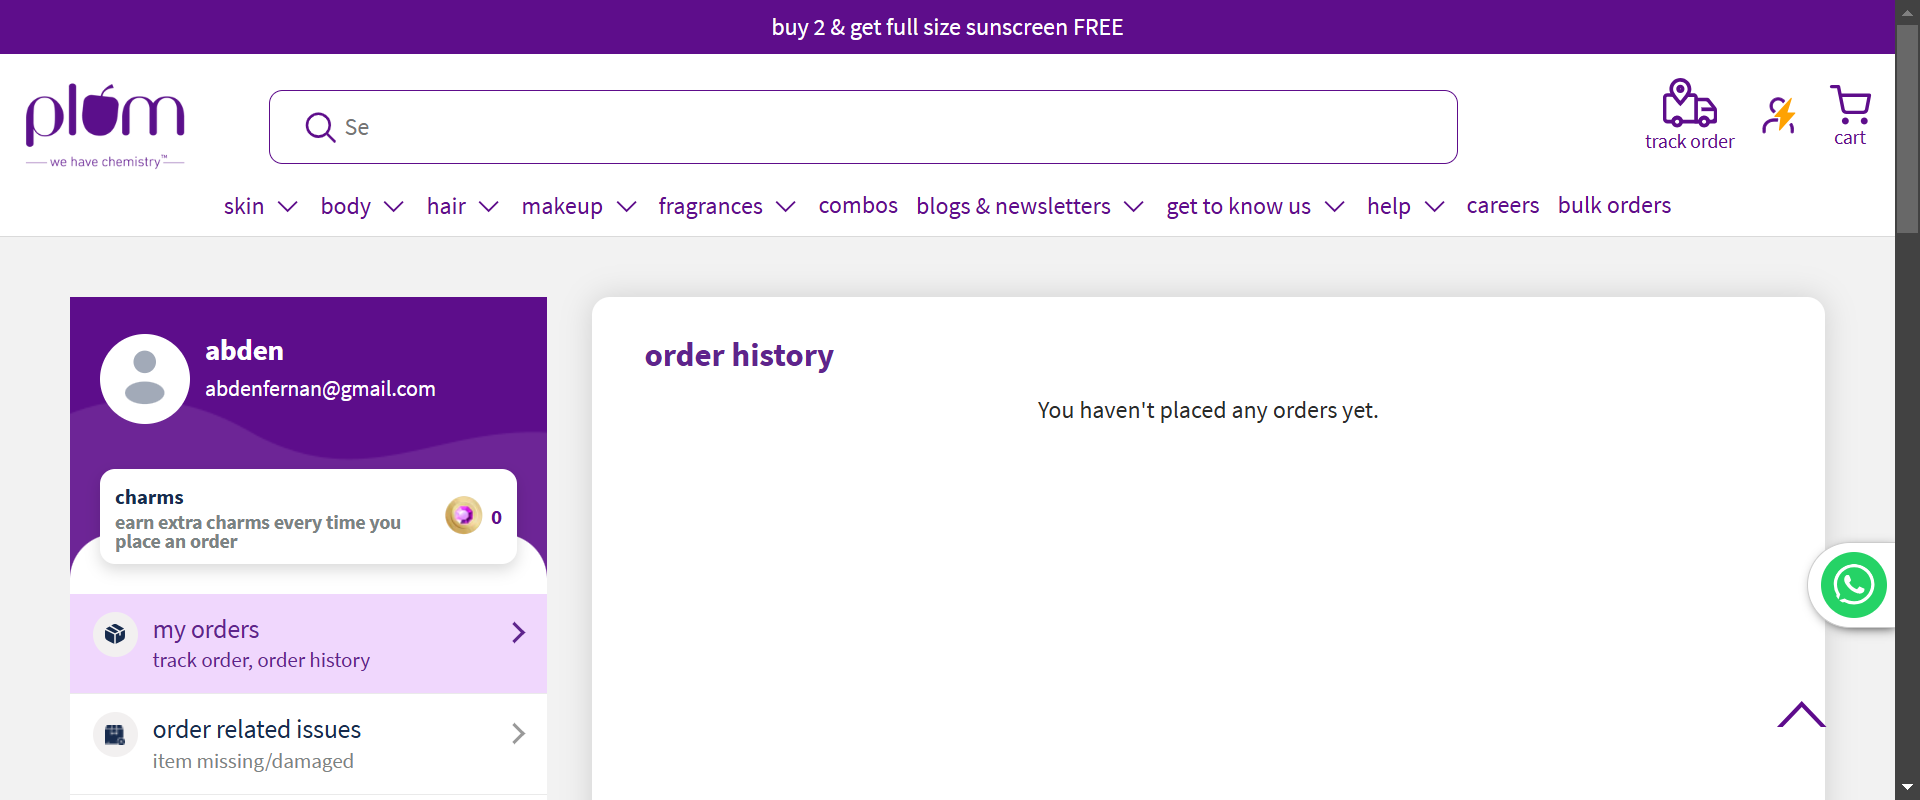 buy 2 & get full size sunscreen FREE
plum
we have chemistry™
Se
track order
cart
skin
body
hair
makeup
fragrances
combos
blogs & newsletters
get to know us
help
careers
bulk orders
abden
abdenfernan@gmail.com
charms
earn extra charms every time you
place an order
0
my orders
track order, order history
order related issues
item missing/damaged
order history
You haven't placed any orders yet.